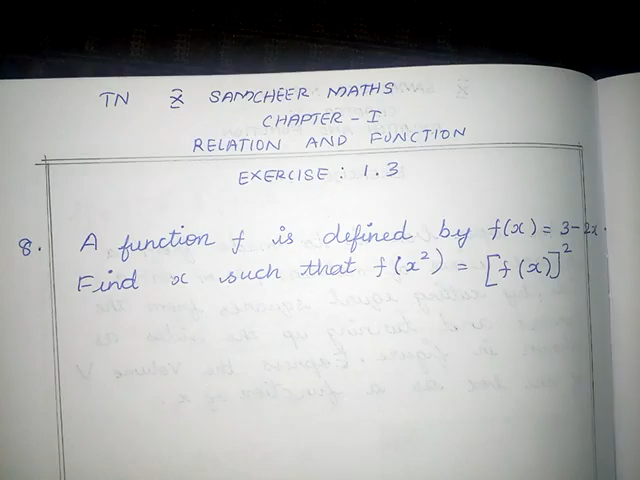 TN X SAMCHEER MATHS
CHAPTER - I
RELATION AND FUNCTION
EXERCISE : 1.3
8. A function f is defined by f(x) = 3-2x.
Find x such that f(x²) = [f(x)]²